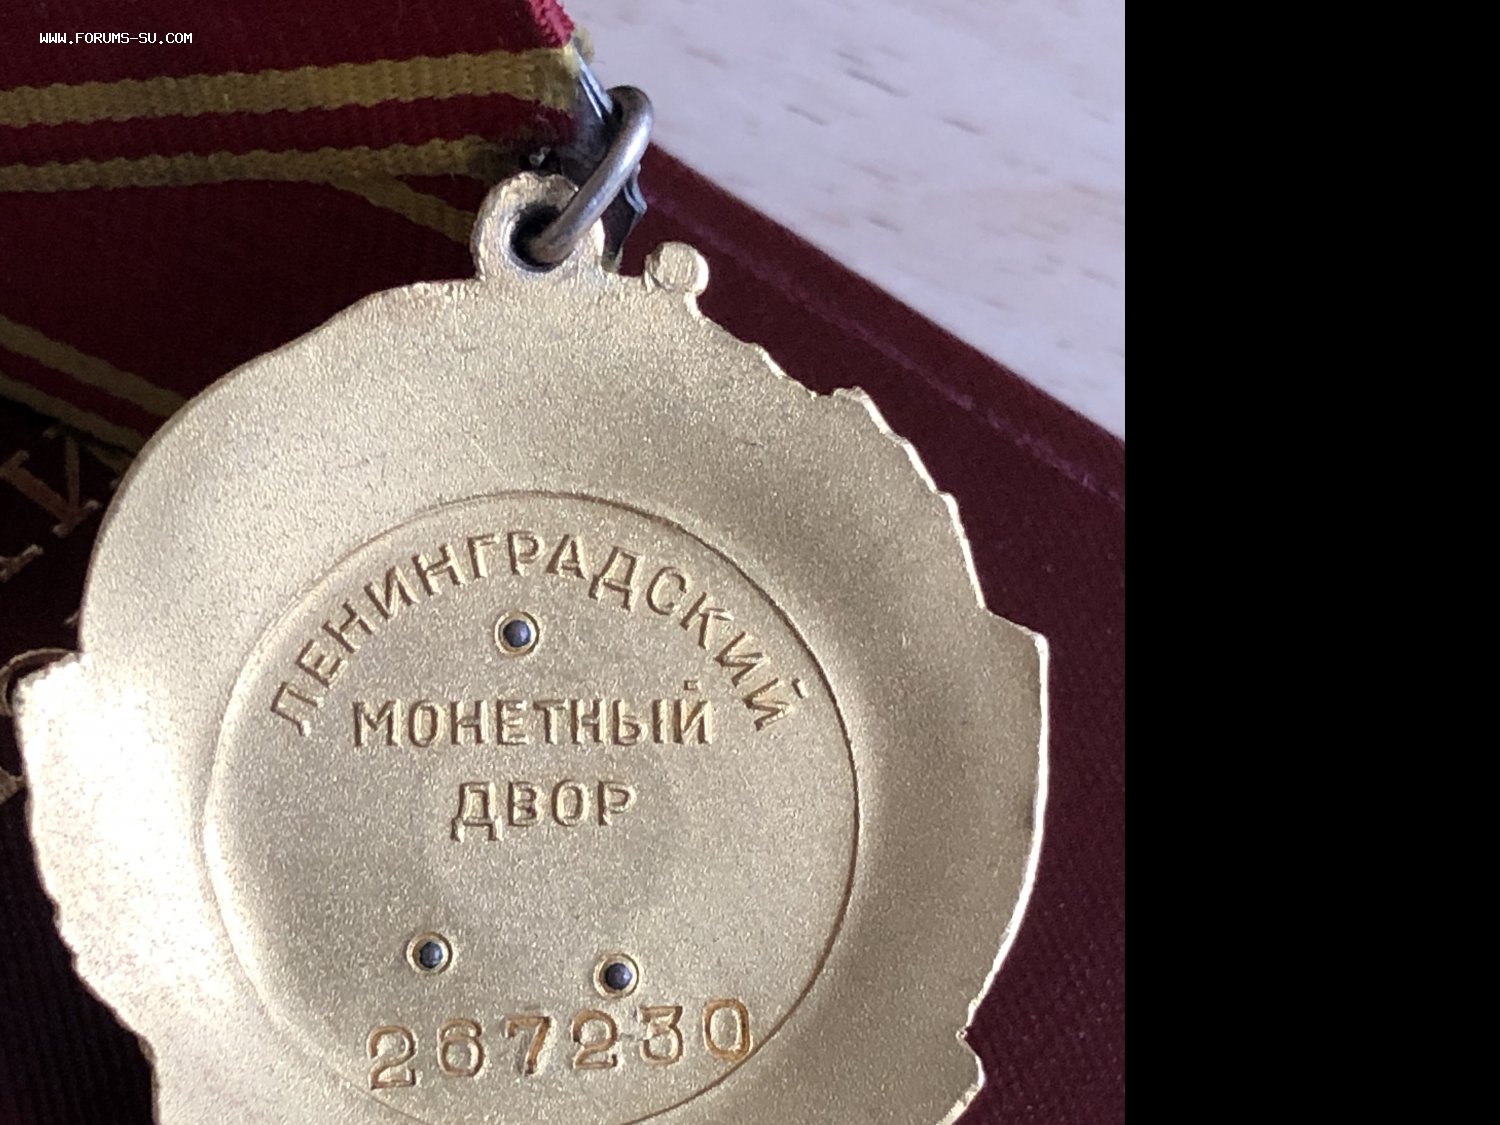 WWW.FORUMS-SU.COM
ЛЕНИНГРАДСКИЙ
МОНЕТНЫЙ
ДВОР
267230